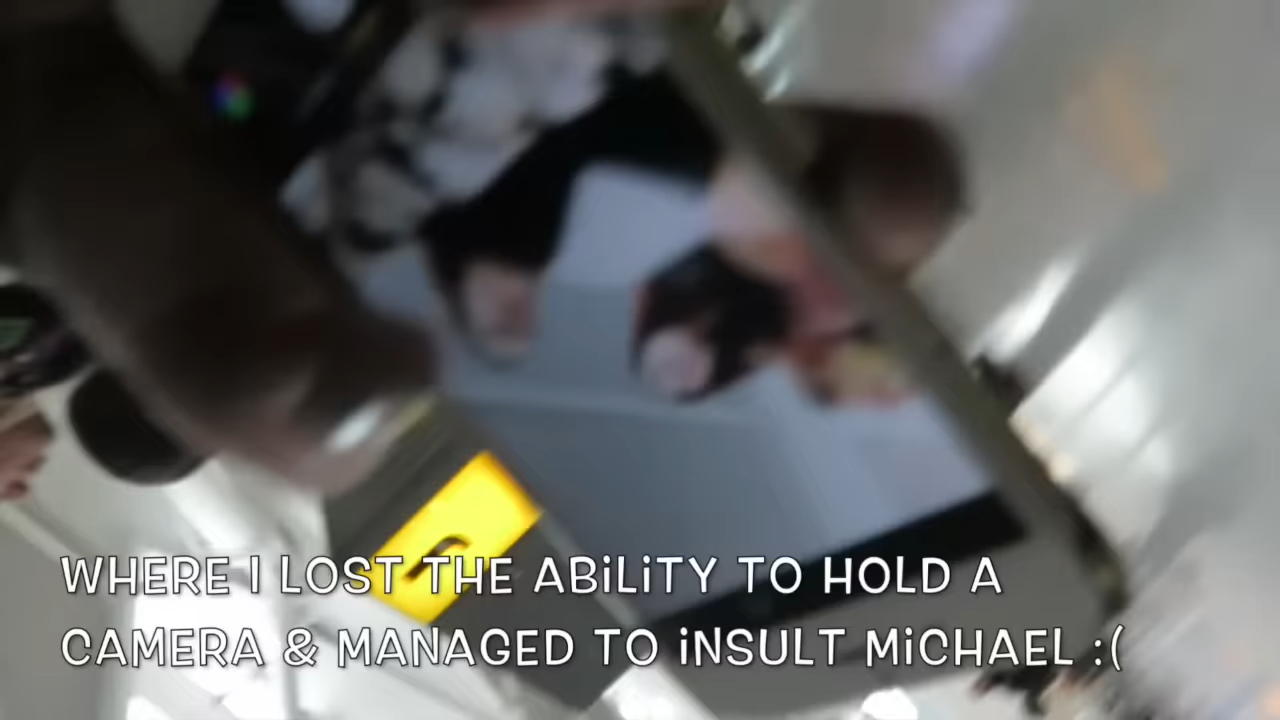 WHERE I LOST THE ABILITY TO HOLD A
CAMERA & MANAGED TO INSULT MICHAEL :(